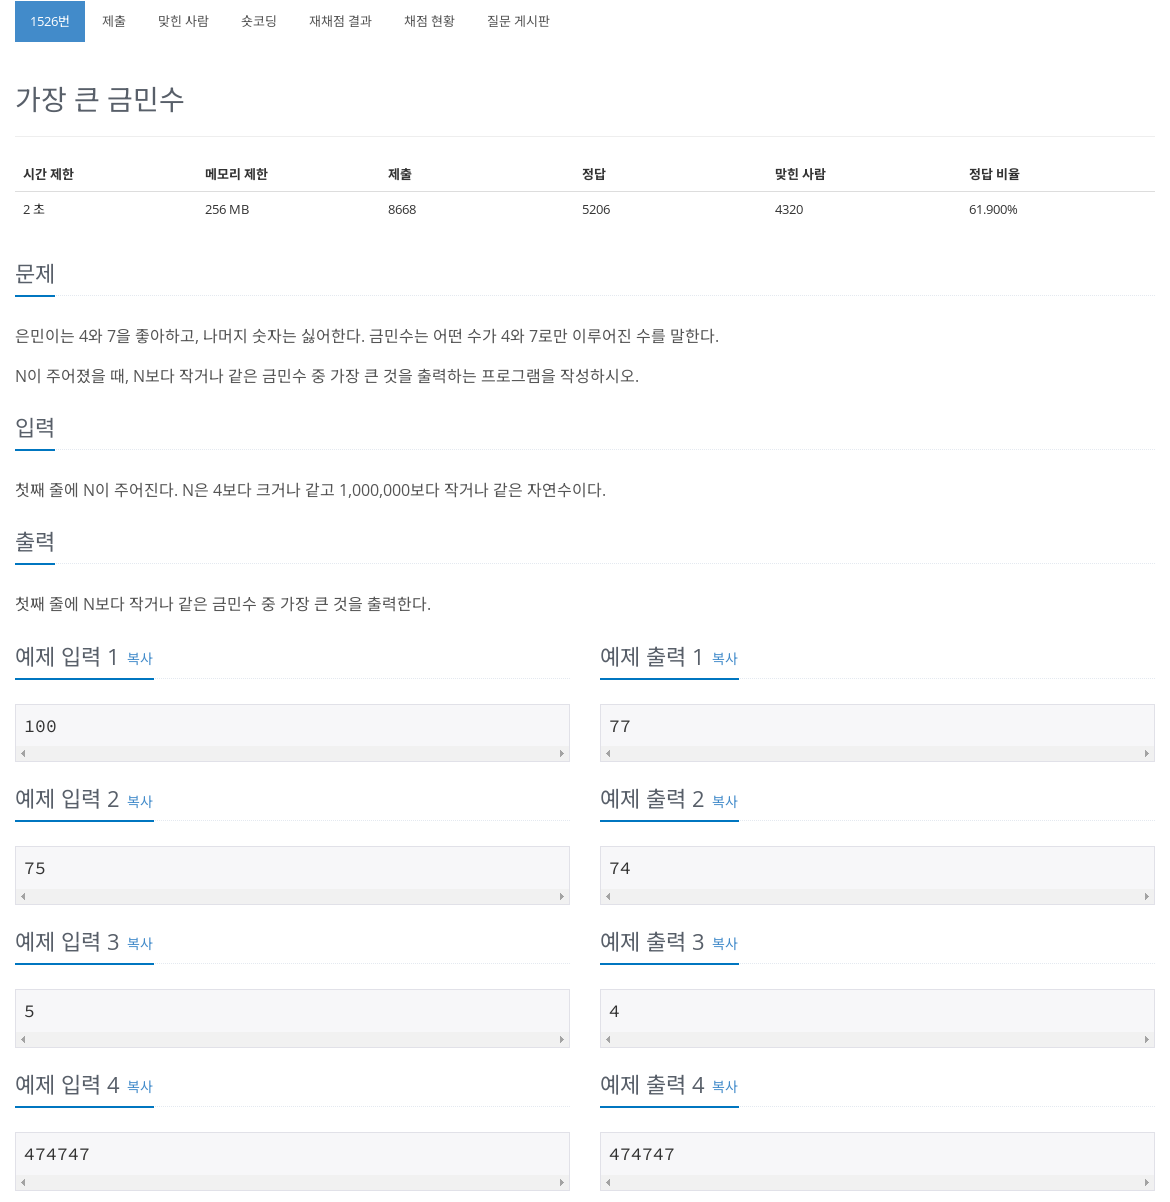 1526번 제출 맞힌 사람 숏코딩 재채점 결과 채점 현황 질문 게시판
가장 큰 금민수
시간 제한 메모리 제한 제출 정답 맞힌 사람 정답 비율
2 초 256 MB 8668 5206 4320 61.900%
문제
은민이는 4와 7을 좋아하고, 나머지 숫자는 싫어한다. 금민수는 어떤 수가 4와 7로만 이루어진 수를 말한다.
N이 주어졌을 때, N보다 작거나 같은 금민수 중 가장 큰 것을 출력하는 프로그램을 작성하시오.
입력
첫째 줄에 N이 주어진다. N은 4보다 크거나 같고 1,000,000보다 작거나 같은 자연수이다.
출력
첫째 줄에 N보다 작거나 같은 금민수 중 가장 큰 것을 출력한다.
예제 입력 1 복사 예제 출력 1 복사
100 77
예제 입력 2 복사 예제 출력 2 복사
75 74
예제 입력 3 복사 예제 출력 3 복사
5 4
예제 입력 4 복사 예제 출력 4 복사
474747 474747